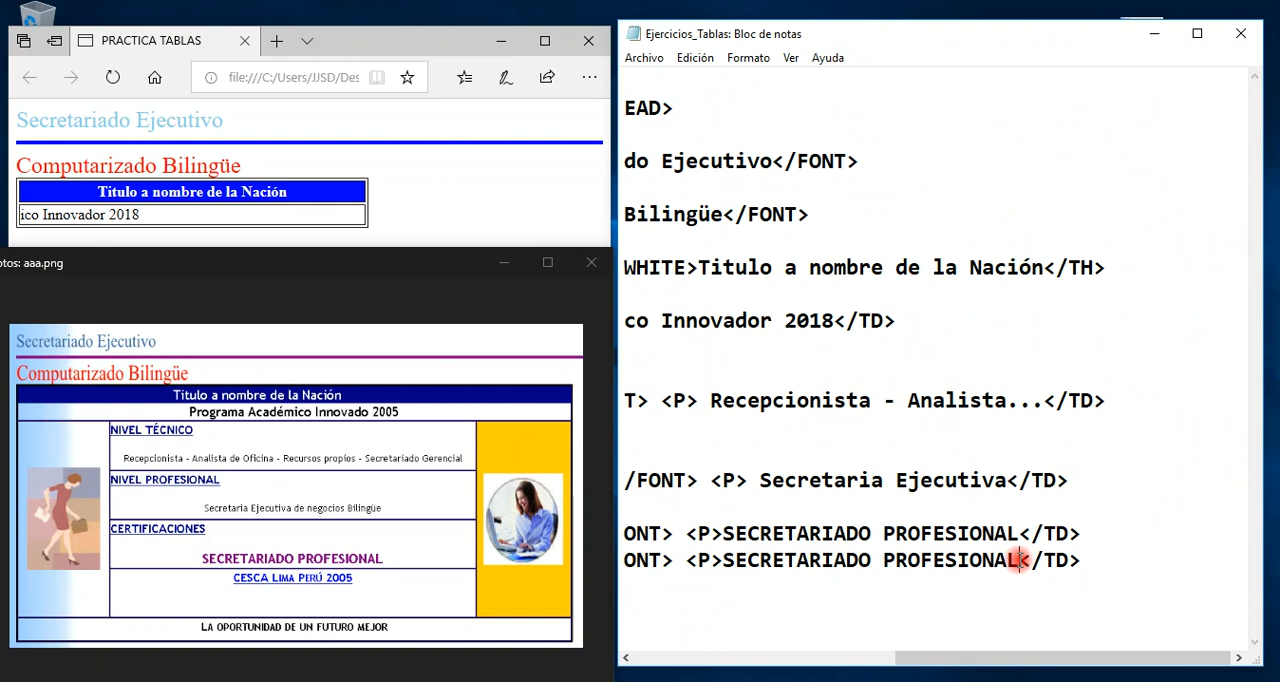 PRACTICA TABLAS
file:///C:/Users/JJSD/Des
Secretariado Ejecutivo
Computarizado Bilingüe
Titulo a nombre de la Nación
ico Innovador 2018
otos: aaa.png
Secretariado Ejecutivo
Computarizado Bilingüe
Titulo a nombre de la Nación
Programa Académico Innovado 2005
NIVEL TÉCNICO
Recepcionista - Analista de Oficina - Recursos propios - Secretariado Gerencial
NIVEL PROFESIONAL
Secretaria Ejecutiva de negocios Bilingüe
CERTIFICACIONES
SECRETARIADO PROFESIONAL
CESCA LIMA PERÚ 2005
LA OPORTUNIDAD DE UN FUTURO MEJOR
Ejercicios_Tablas: Bloc de notas
Archivo Edición Formato Ver Ayuda
EAD>
do Ejecutivo</FONT>
Bilingüe</FONT>
WHITE>Titulo a nombre de la Nación</TH>
co Innovador 2018</TD>
T> <P> Recepcionista - Analista...</TD>
/FONT> <P> Secretaria Ejecutiva</TD>
ONT> <P>SECRETARIADO PROFESIONAL</TD>
ONT> <P>SECRETARIADO PROFESIONAL</TD>